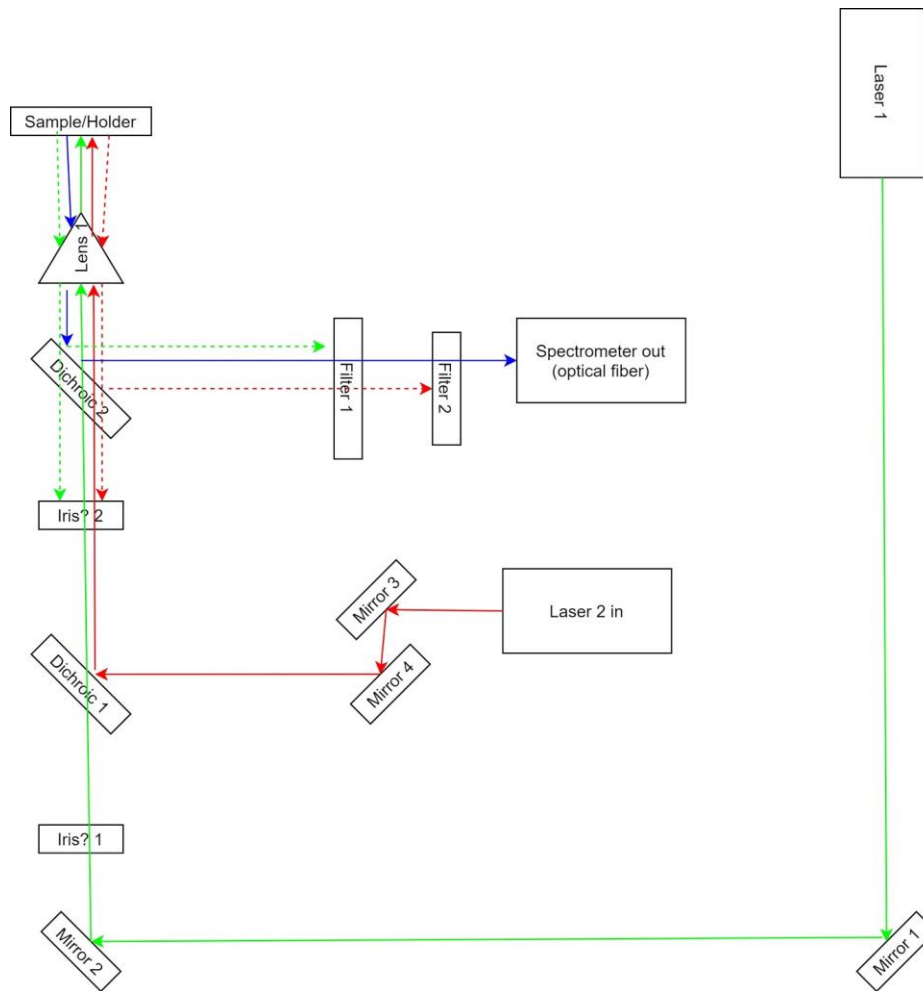 Laser 1
Sample/Holder
Lens 1
Dichroic 2
Filter 1
Filter 2
Spectrometer out
(optical fiber)
Iris? 2
Mirror 3
Laser 2 in
Mirror 4
Dichroic 1
Iris? 1
Mirror 2
Mirror 1